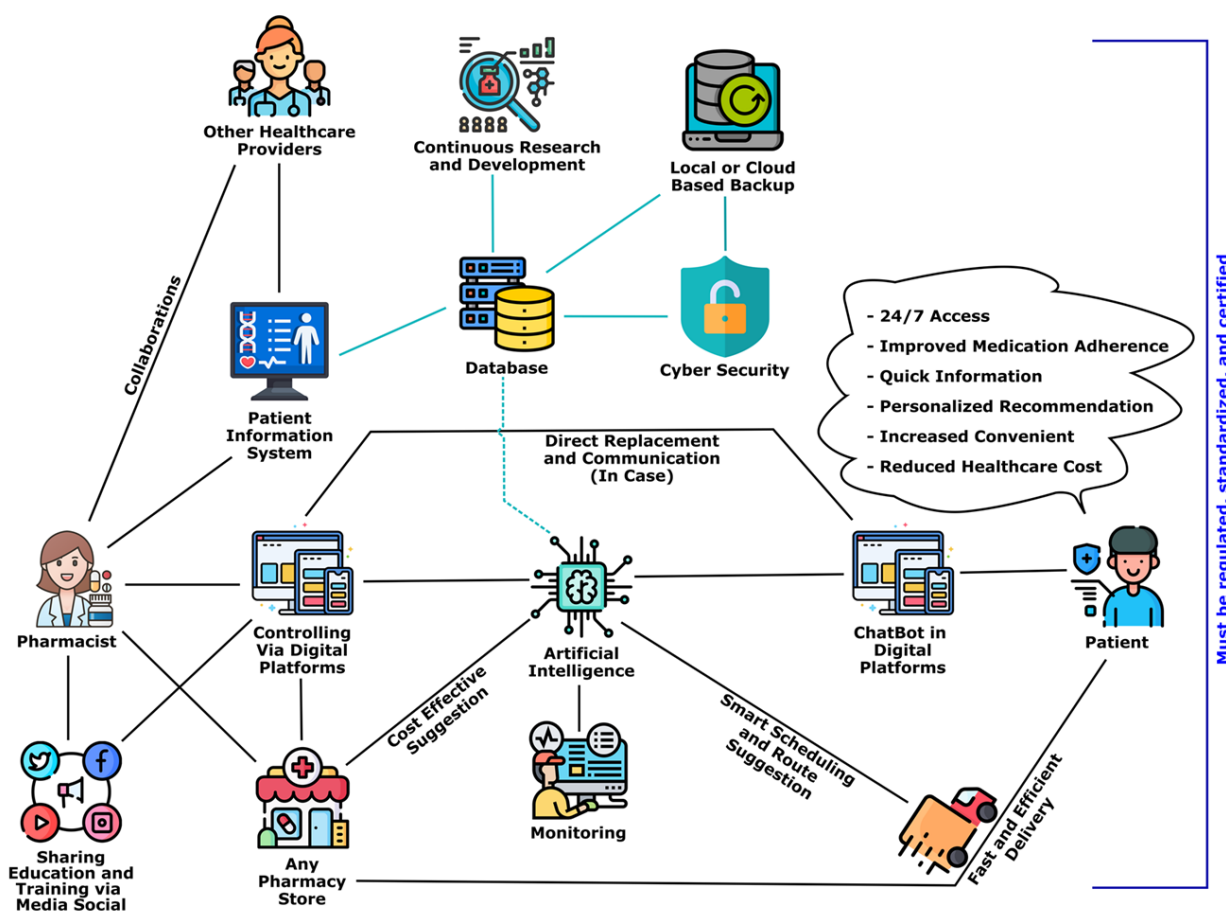 Other Healthcare
Providers
Continuous Research
and Development
Local or Cloud
Based Backup
Collaborations
Patient
Information
System
Database
Cyber Security
- 24/7 Access
- Improved Medication Adherence
- Quick Information
- Personalized Recommendation
- Increased Convenient
- Reduced Healthcare Cost
Must be regulated, standardized, and certified
Direct Replacement
and Communication
(In Case)
Pharmacist
Controlling
Via Digital
Platforms
Artificial
Intelligence
ChatBot in
Digital
Platforms
Patient
Cost Effective
Suggestion
Smart Scheduling
and Route
Suggestion
Fast and Efficient
Delivery
Sharing
Education and
Training via
Media Social
Any
Pharmacy
Store
Monitoring